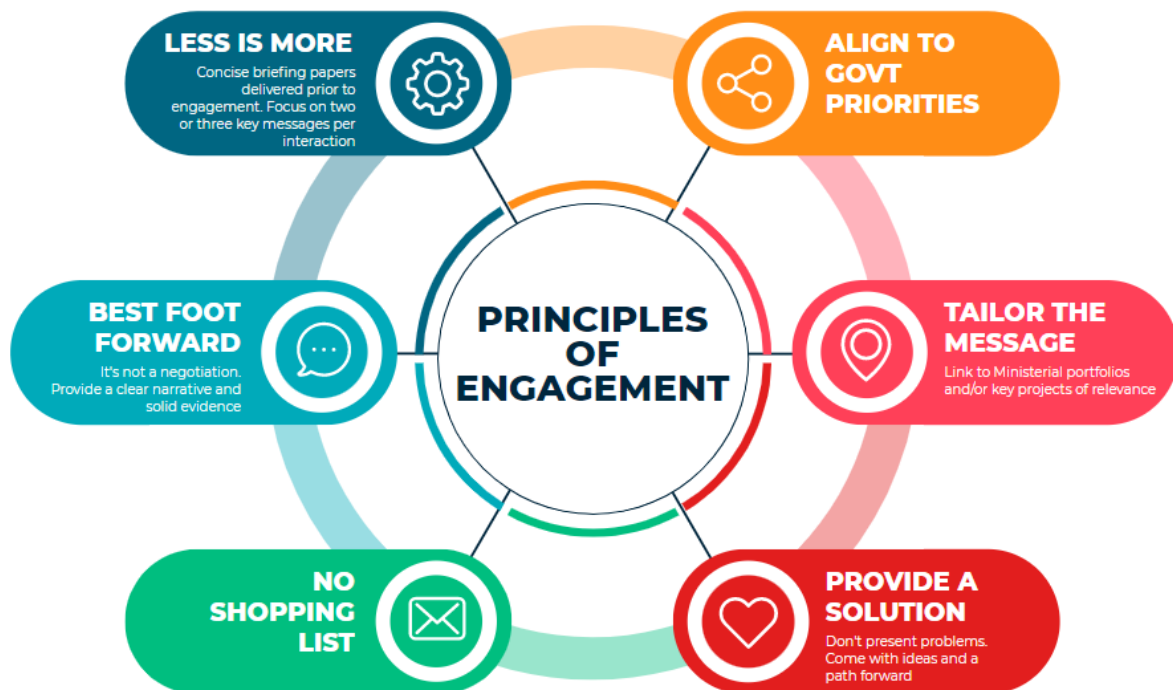 LESS IS MORE
Concise briefing papers
delivered prior to
engagement. Focus on two
or three key messages per
interaction
ALIGN TO
GOVT
PRIORITIES
BEST FOOT
FORWARD
It's not a negotiation.
Provide a clear narrative and
solid evidence
PRINCIPLES
OF
ENGAGEMENT
TAILOR THE
MESSAGE
Link to Ministerial portfolios
and/or key projects of relevance
NO
SHOPPING
LIST
PROVIDE A
SOLUTION
Don't present problems.
Come with ideas and a
path forward